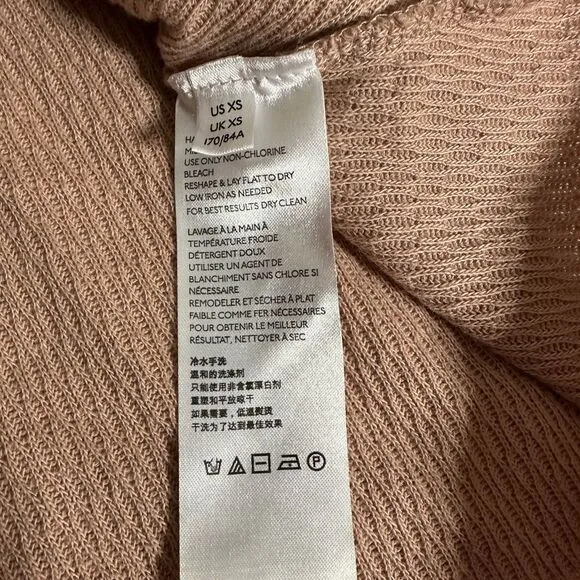 US XS
UK XS
170/84A
USE ONLY NON-CHLORINE
BLEACH
RESHAPE & LAY FLAT TO DRY
LOW IRON AS NEEDED
FOR BEST RESULTS DRY CLEAN
LAVAGE À LA MAIN À
TEMPÉRATURE FROIDE
DÉTERGENT DOUX
UTILISER UN AGENT DE
BLANCHIMENT SANS CHLORE SI
NÉCESSAIRE
REMODELER ET SÉCHER À PLAT
FAIBLE COMME FER NÉCESSAIRES
POUR OBTENIR LE MEILLEUR
RÉSULTAT, NETTOYER À SEC
冷水手洗
温和的洗涤剂
只能使用非含氯漂白剂
重塑和平放晾干
如果需要，低温熨烫
干洗为了达到最佳效果
P